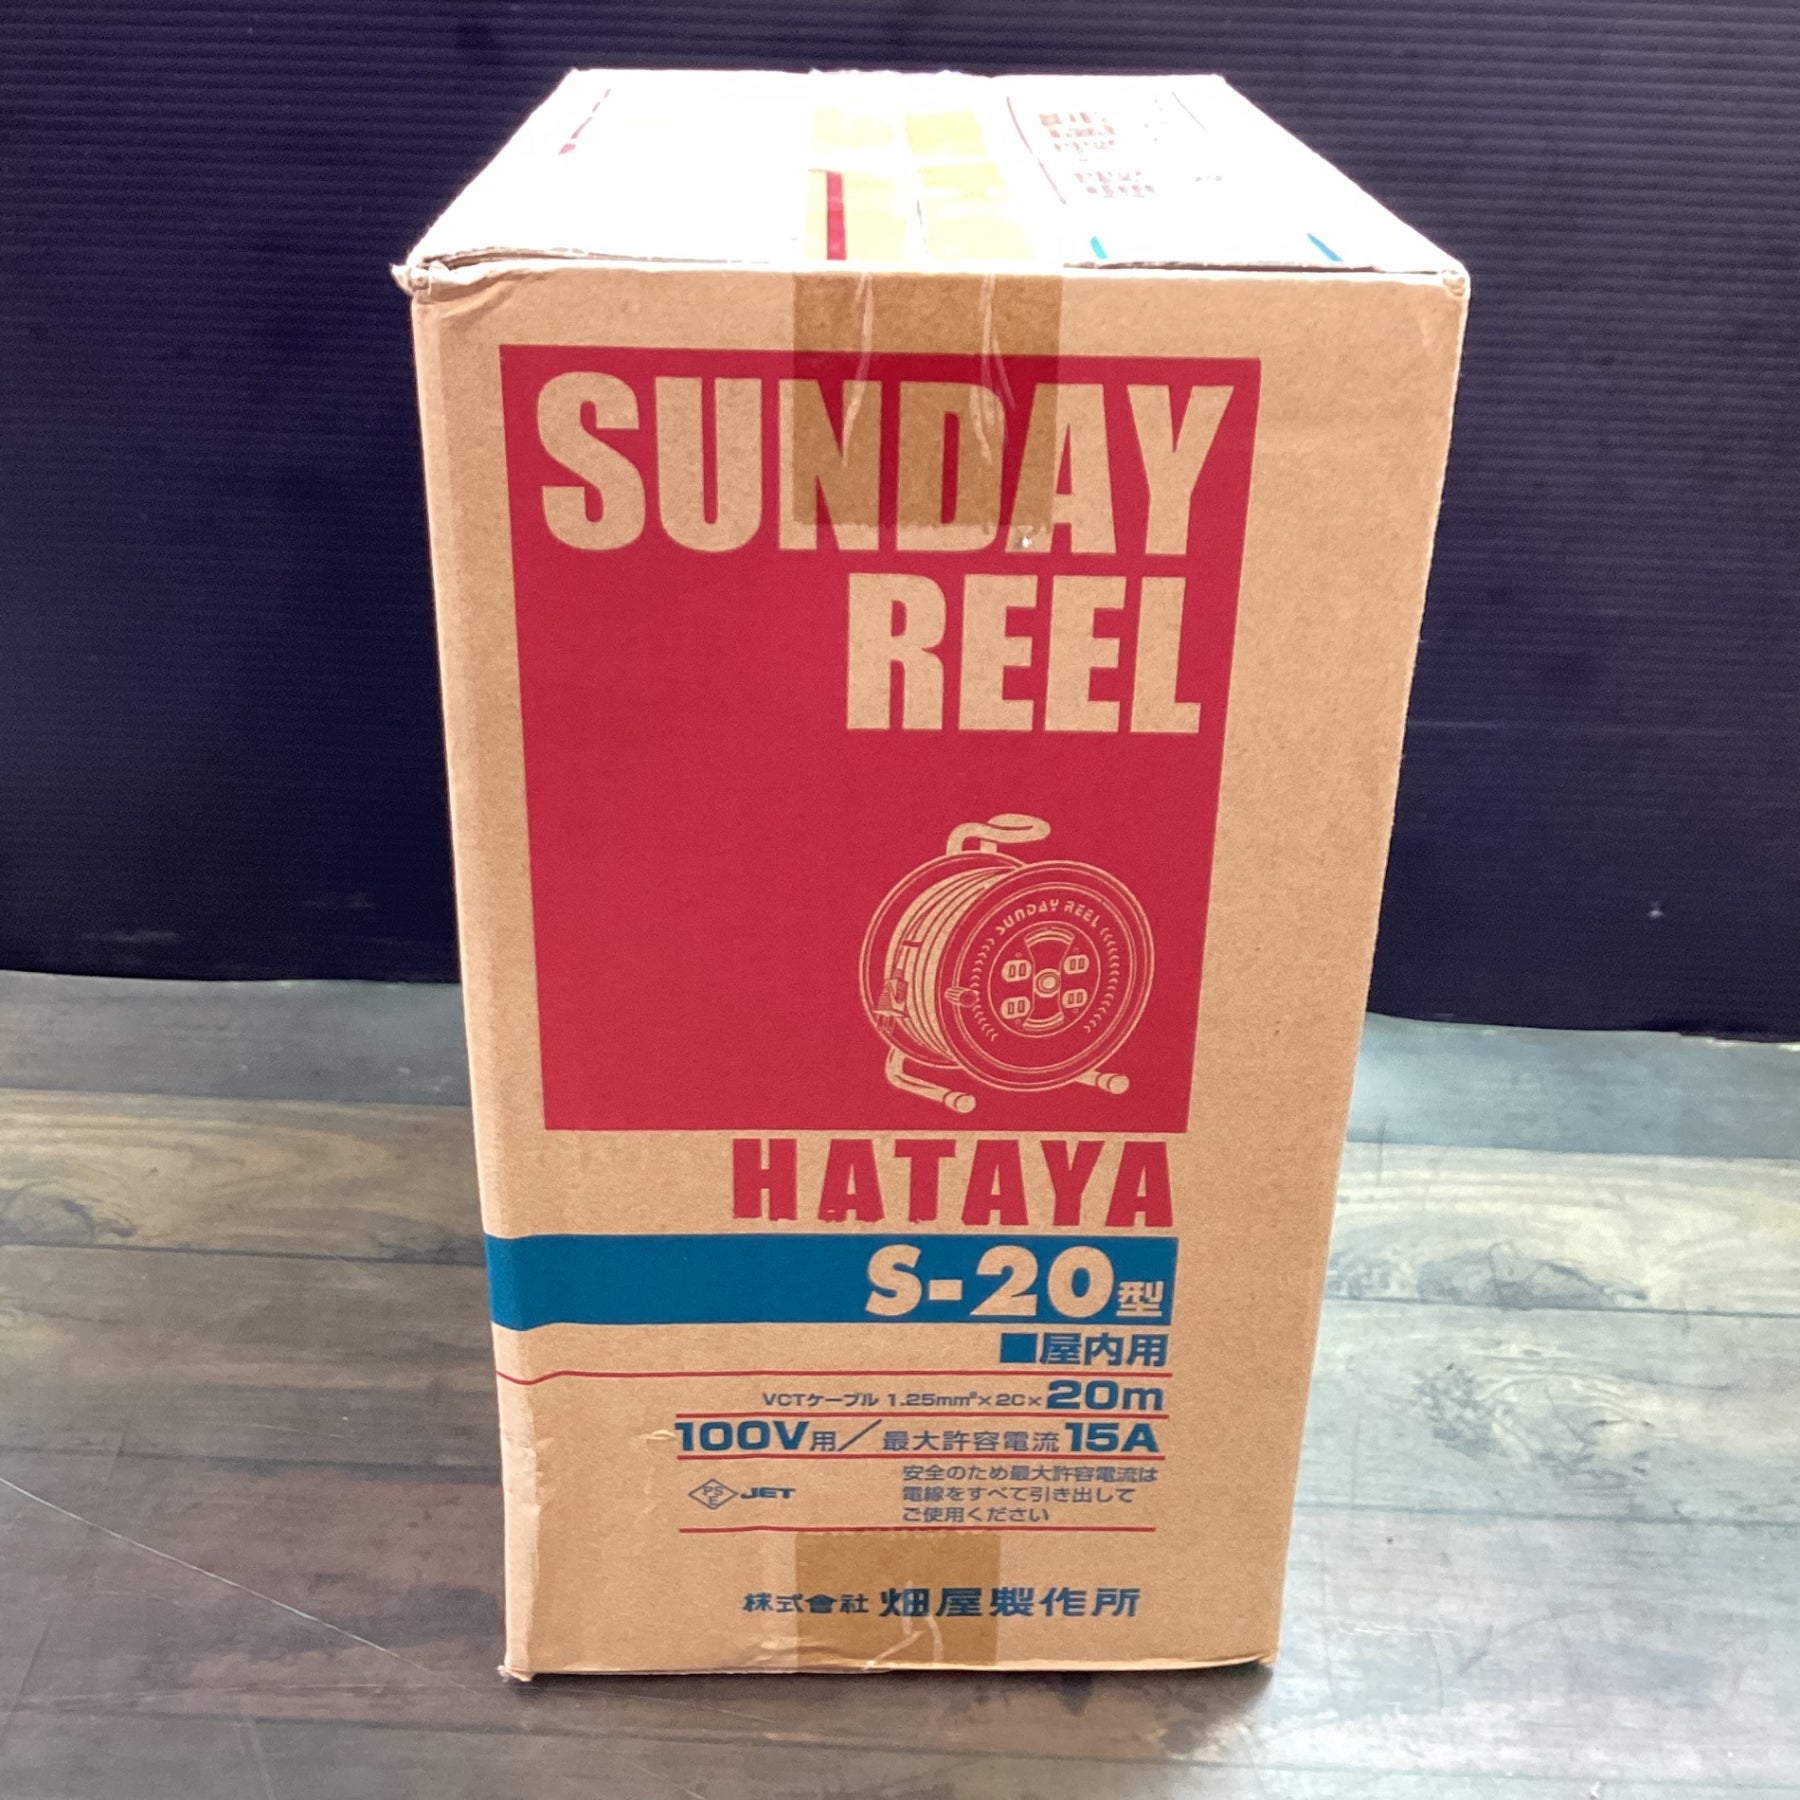 SUNDAY
REEL
SUNDAY REEL
HATAYA
S-20型
■屋内用
VCTケーブル 1.25mm²×2C×20m
100V用／最大許容電流15A
PSE JET
安全のため最大許容電流は
電線をすべて引き出して
ご使用ください
株式会社 畑屋製作所